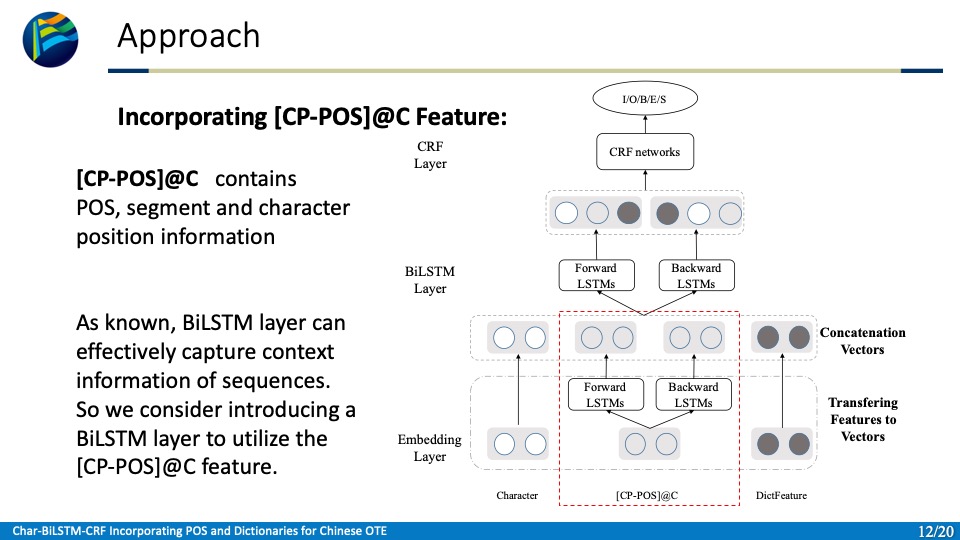 Approach
Incorporating [CP-POS]@C Feature:
[CP-POS]@C contains
POS, segment and character
position information
As known, BiLSTM layer can
effectively capture context
information of sequences.
So we consider introducing a
BiLSTM layer to utilize the
[CP-POS]@C feature.
I/O/B/E/S
CRF
Layer
CRF networks
BiLSTM
Layer
Forward
LSTMs
Backward
LSTMs
Concatenation
Vectors
Forward
LSTMs
Backward
LSTMs
Transfering
Features to
Vectors
Embedding
Layer
Character
[CP-POS]@C
DictFeature
Char-BiLSTM-CRF Incorporating POS and Dictionaries for Chinese OTE
12/20